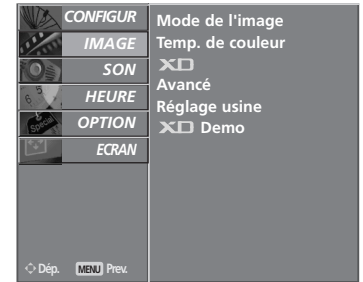 CONFIGUR
IMAGE
SON
HEURE
OPTION
ECRAN
Mode de l'image
Temp. de couleur
XD
Avancé
Réglage usine
XD Demo
Dép. MENU Prev.